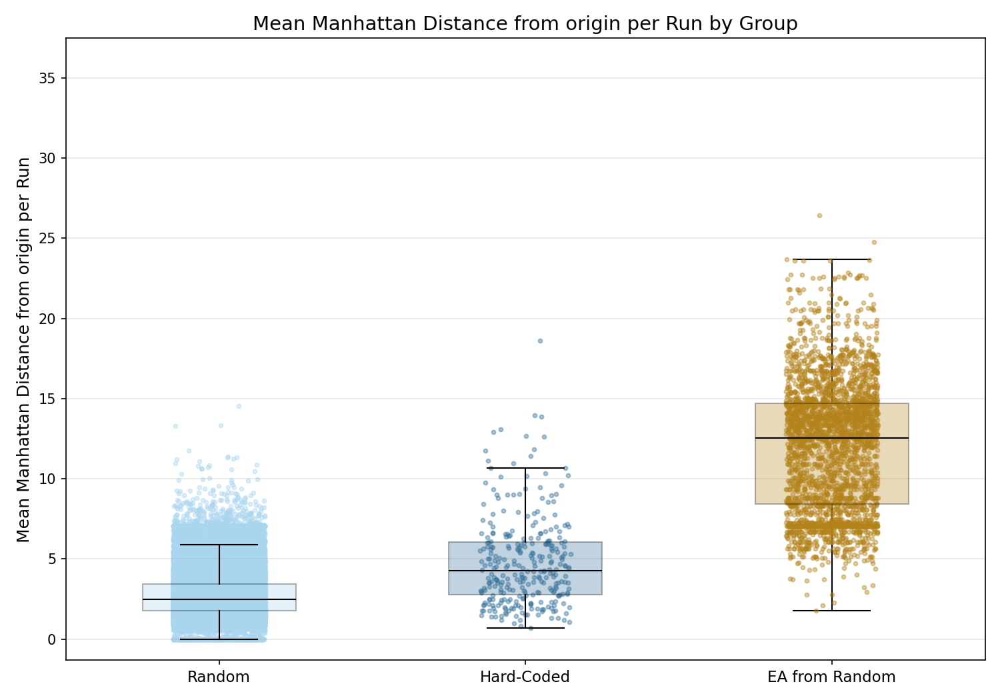 Mean Manhattan Distance from origin per Run by Group
Mean Manhattan Distance from origin per Run
35
30
25
20
15
10
5
0
Random
Hard-Coded
EA from Random